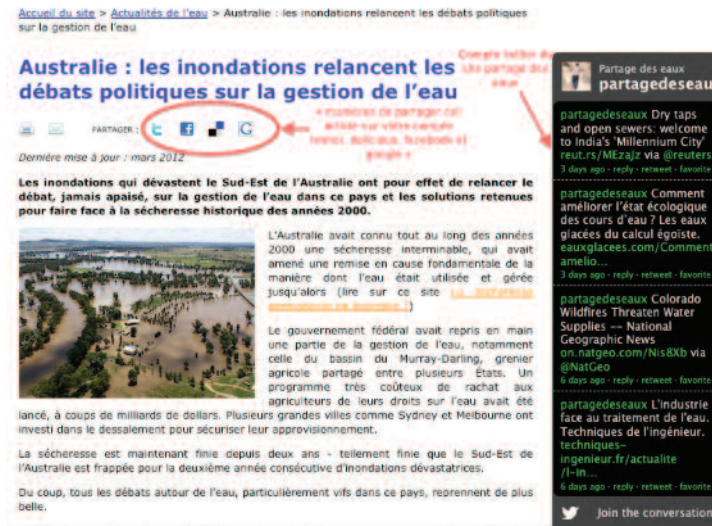 Accueil du site > Actualités de l'eau > Australie : les inondations relancent les débats politiques
sur la gestion de l'eau
Australie : les inondations relancent les
débats politiques sur la gestion de l'eau
PARTAGER :
Dernière mise à jour : mars 2012
Les inondations qui dévastent le Sud-Est de l'Australie ont pour effet de relancer le
débat, jamais apaisé, sur la gestion de l'eau dans ce pays et les solutions retenues
pour faire face à la sécheresse historique des années 2000.
L'Australie avait connu tout au long des années
2000 une sécheresse interminable, qui avait
amené une remise en cause fondamentale de la
manière dont l'eau était utilisée et gérée
jusqu'alors (lire sur ce site
Le gouvernement fédéral avait repris en main
une partie de la gestion de l'eau, notamment
celle du bassin du Murray-Darling, grenier
agricole partagé entre plusieurs États. Un
programme très coûteux de rachat aux
agriculteurs de leurs droits sur l'eau avait été
lancé, à coups de milliards de dollars. Plusieurs grandes villes comme Sydney et Melbourne ont
investi dans le dessalement pour sécuriser leur approvisionnement.
La sécheresse est maintenant finie depuis deux ans - tellement finie que le Sud-Est de
l'Australie est frappée pour la deuxième année consécutive d'inondations dévastatrices.
Du coup, tous les débats autour de l'eau, particulièrement vifs dans ce pays, reprennent de plus
belle.
Partage des eaux
partagedeseau
partagedeseaux Dry taps
and open sewers: welcome
to India's 'Millennium City'
reut.rs/MEzaJz via @reuters
3 days ago · reply · retweet · favorite
partagedeseaux Comment
améliorer l'état écologique
des cours d'eau ? Les eaux
glacées du calcul égoïste.
eauxglacees.com/Comment
amelio...
3 days ago · reply · retweet · favorite
partagedeseaux Colorado
Wildfires Threaten Water
Supplies -- National
Geographic News
on.natgeo.com/Nis8Xb via
@NatGeo
6 days ago · reply · retweet · favorite
partagedeseaux L'industrie
face au traitement de l'eau.
Techniques de l'ingénieur.
techniques-
ingenieur.fr/actualite
/l-in...
6 days ago · reply · retweet · favorite
Join the conversation